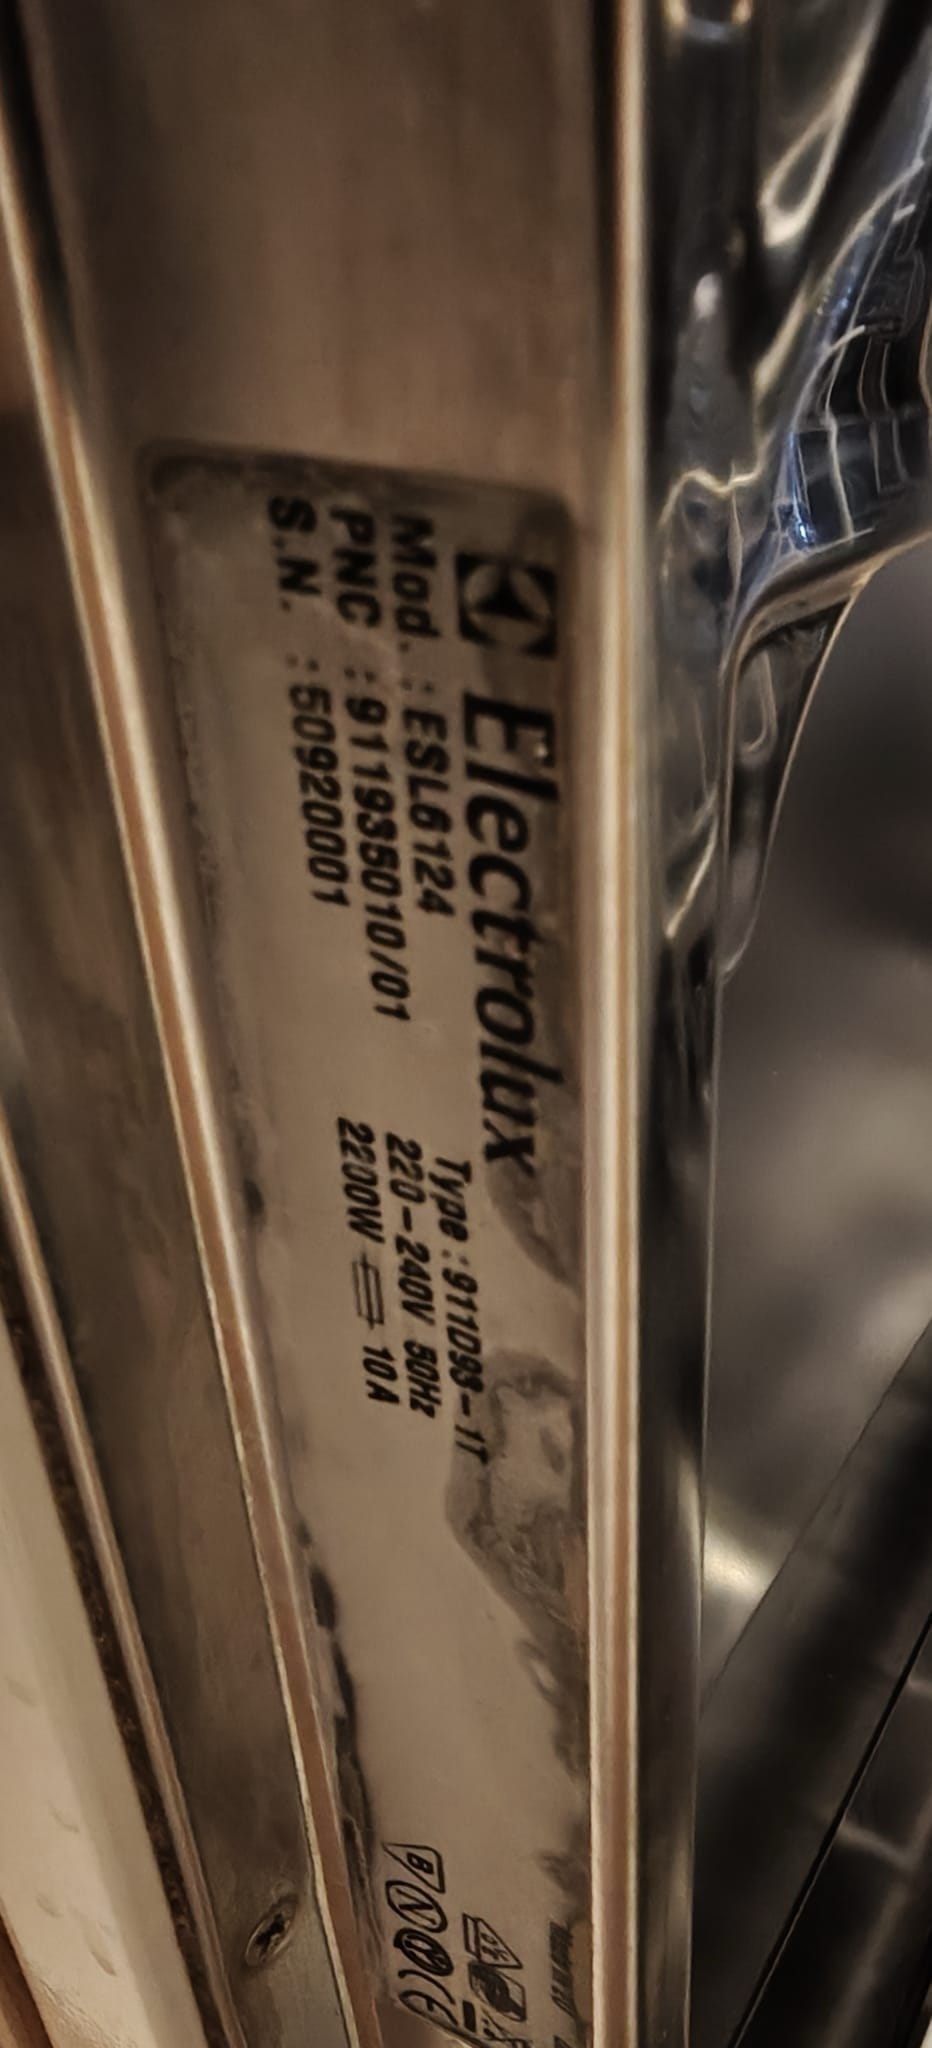 Electrolux
Mod. : ESL6124
PNC : 911935010/01
S.N. : 50920001
Type : 911D93-1T
220-240V 50Hz
2200W 10A